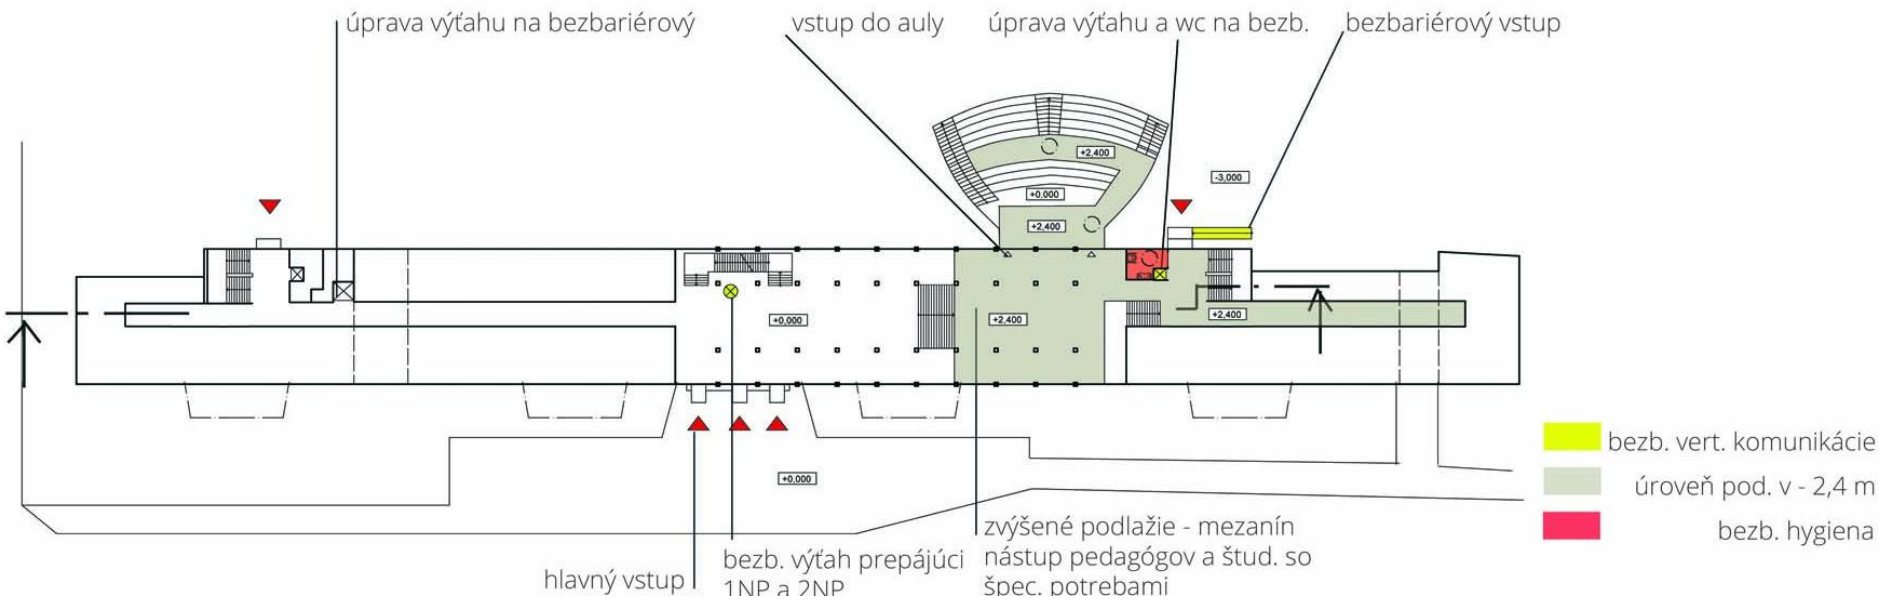 úprava výťahu na bezbariérový
vstup do auly
úprava výťahu a wc na bezb.
bezbariérový vstup
+2,400
-3,000
+0,000
+2,400
+0,000
+2,400
+2,400
+0,000
bezb. vert. komunikácie
úroveň pod. v - 2,4 m
bezb. hygiena
hlavný vstup
bezb. výťah prepájúci
1NP a 2NP
zvýšené podlažie - mezanín
nástup pedagógov a štud. so
špec. potrebami